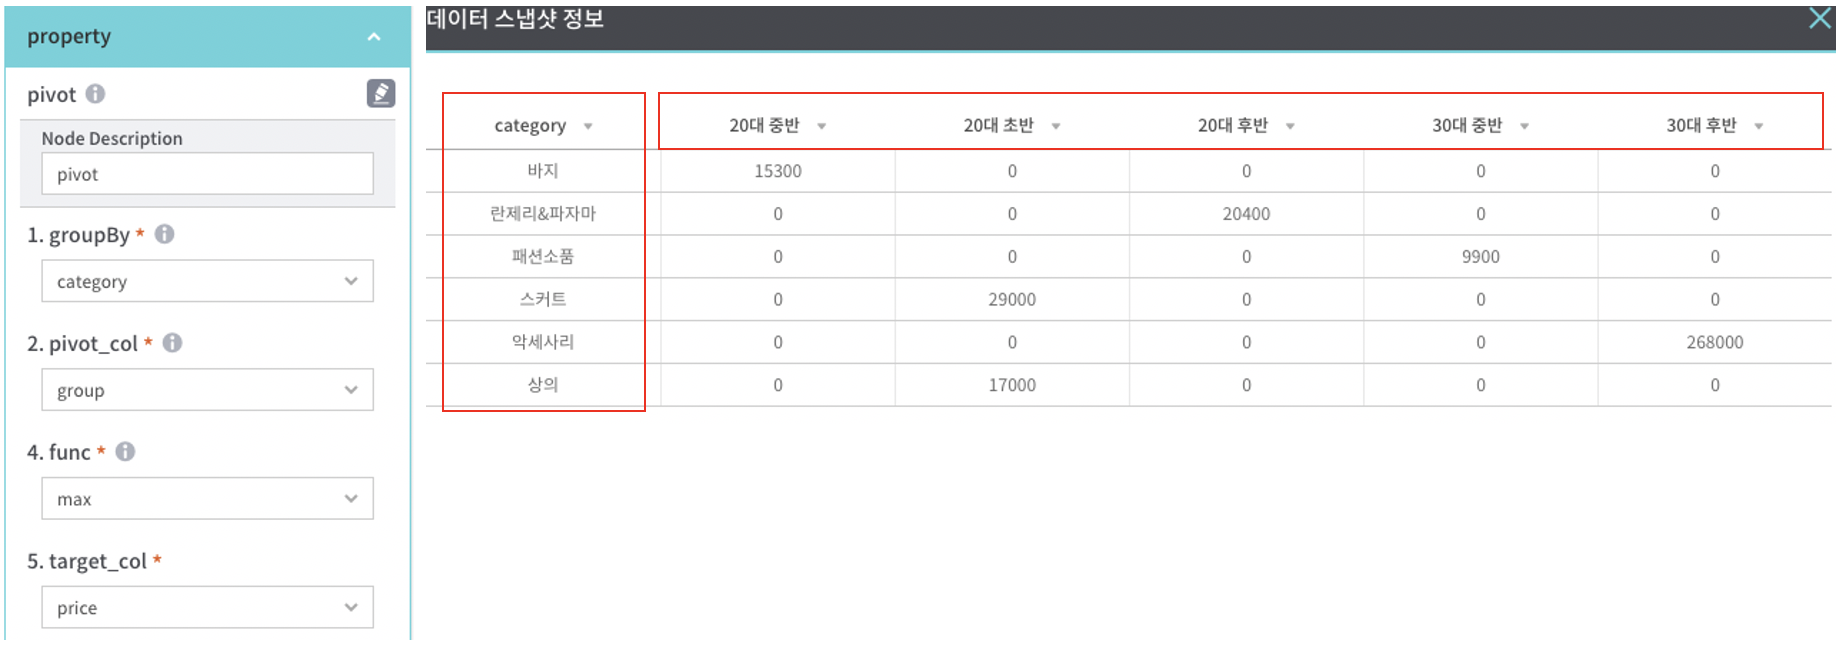 property
pivot
Node Description
pivot
1. groupBy *
category
2. pivot_col *
group
4. func *
max
5. target_col *
price
데이터 스냅샷 정보
category 20대 중반 20대 초반 20대 후반 30대 중반 30대 후반
바지 15300 0 0 0 0
란제리&파자마 0 0 20400 0 0
패션소품 0 0 0 9900 0
스커트 0 29000 0 0 0
악세사리 0 0 0 0 268000
상의 0 17000 0 0 0